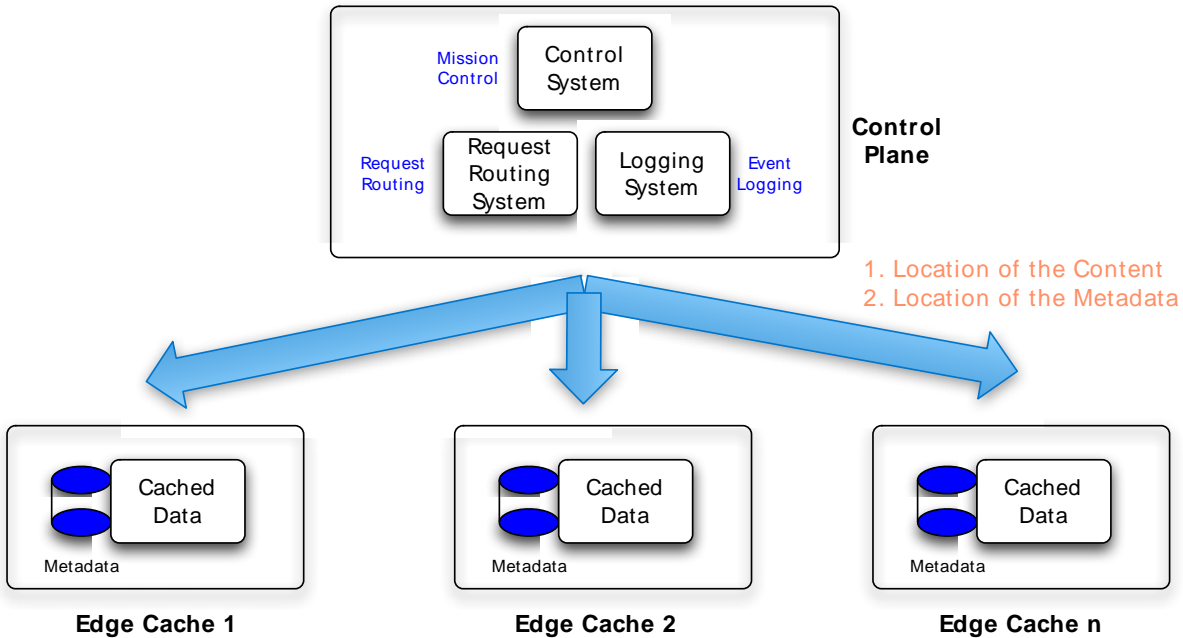 Mission
Control
Control
System
Request
Routing
Request
Routing
System
Logging
System
Event
Logging
Control
Plane
1. Location of the Content
2. Location of the Metadata
Cached
Data
Metadata
Edge Cache 1
Cached
Data
Metadata
Edge Cache 2
Cached
Data
Metadata
Edge Cache n